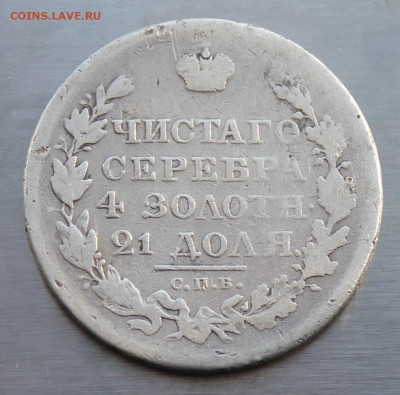 COINS.LAVE.RU
ЧИСТАГО
СЕРЕБРА
4 ЗОЛОТН.
21 ДОЛЯ.
С.П.Б.